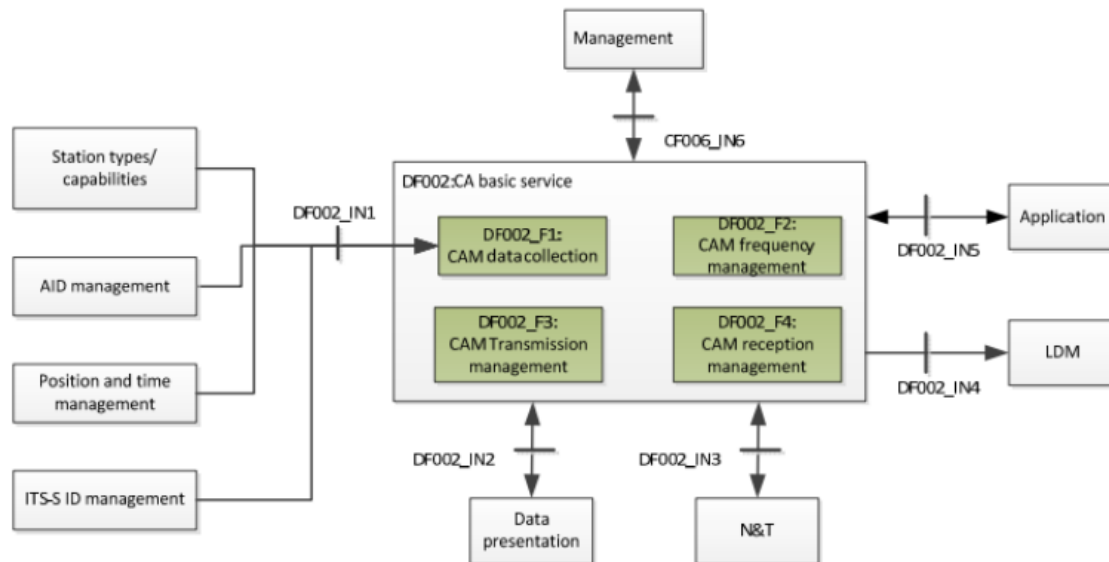 Management
CF006_IN6
Station types/
capabilities
DF002:CA basic service
DF002_IN1
Application
DF002_F1:
CAM data collection
DF002_F2:
CAM frequency
management
DF002_IN5
AID management
DF002_F3:
CAM Transmission
management
DF002_F4:
CAM reception
management
LDM
DF002_IN4
Position and time
management
DF002_IN2
DF002_IN3
ITS-S ID management
Data
presentation
N&T